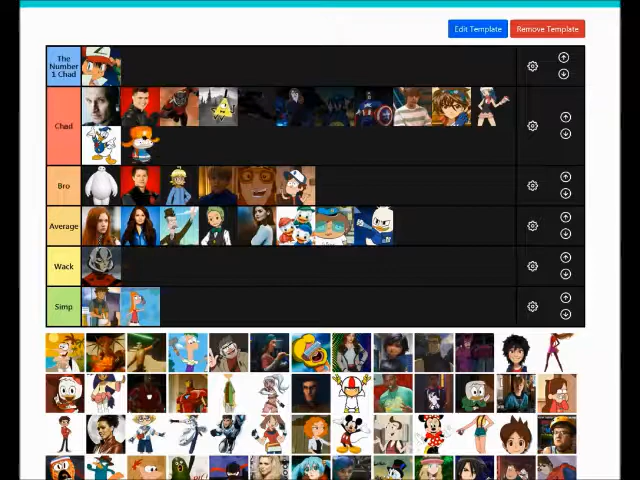 Edit Template
Remove Template
The
Number
1 Chad
Chad
Bro
Average
Wack
Simp